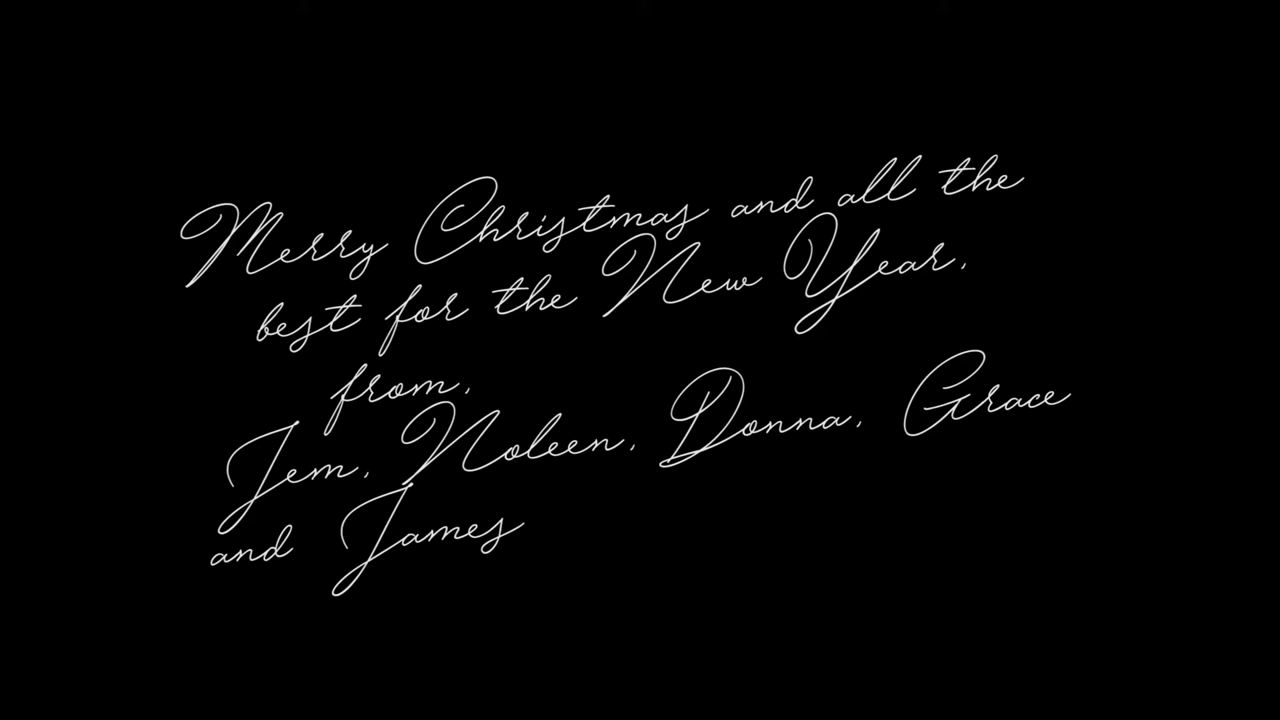 Merry Christmas and all the
best for the New Year,
from,
Jem, Noleen, Donna, Grace
and James